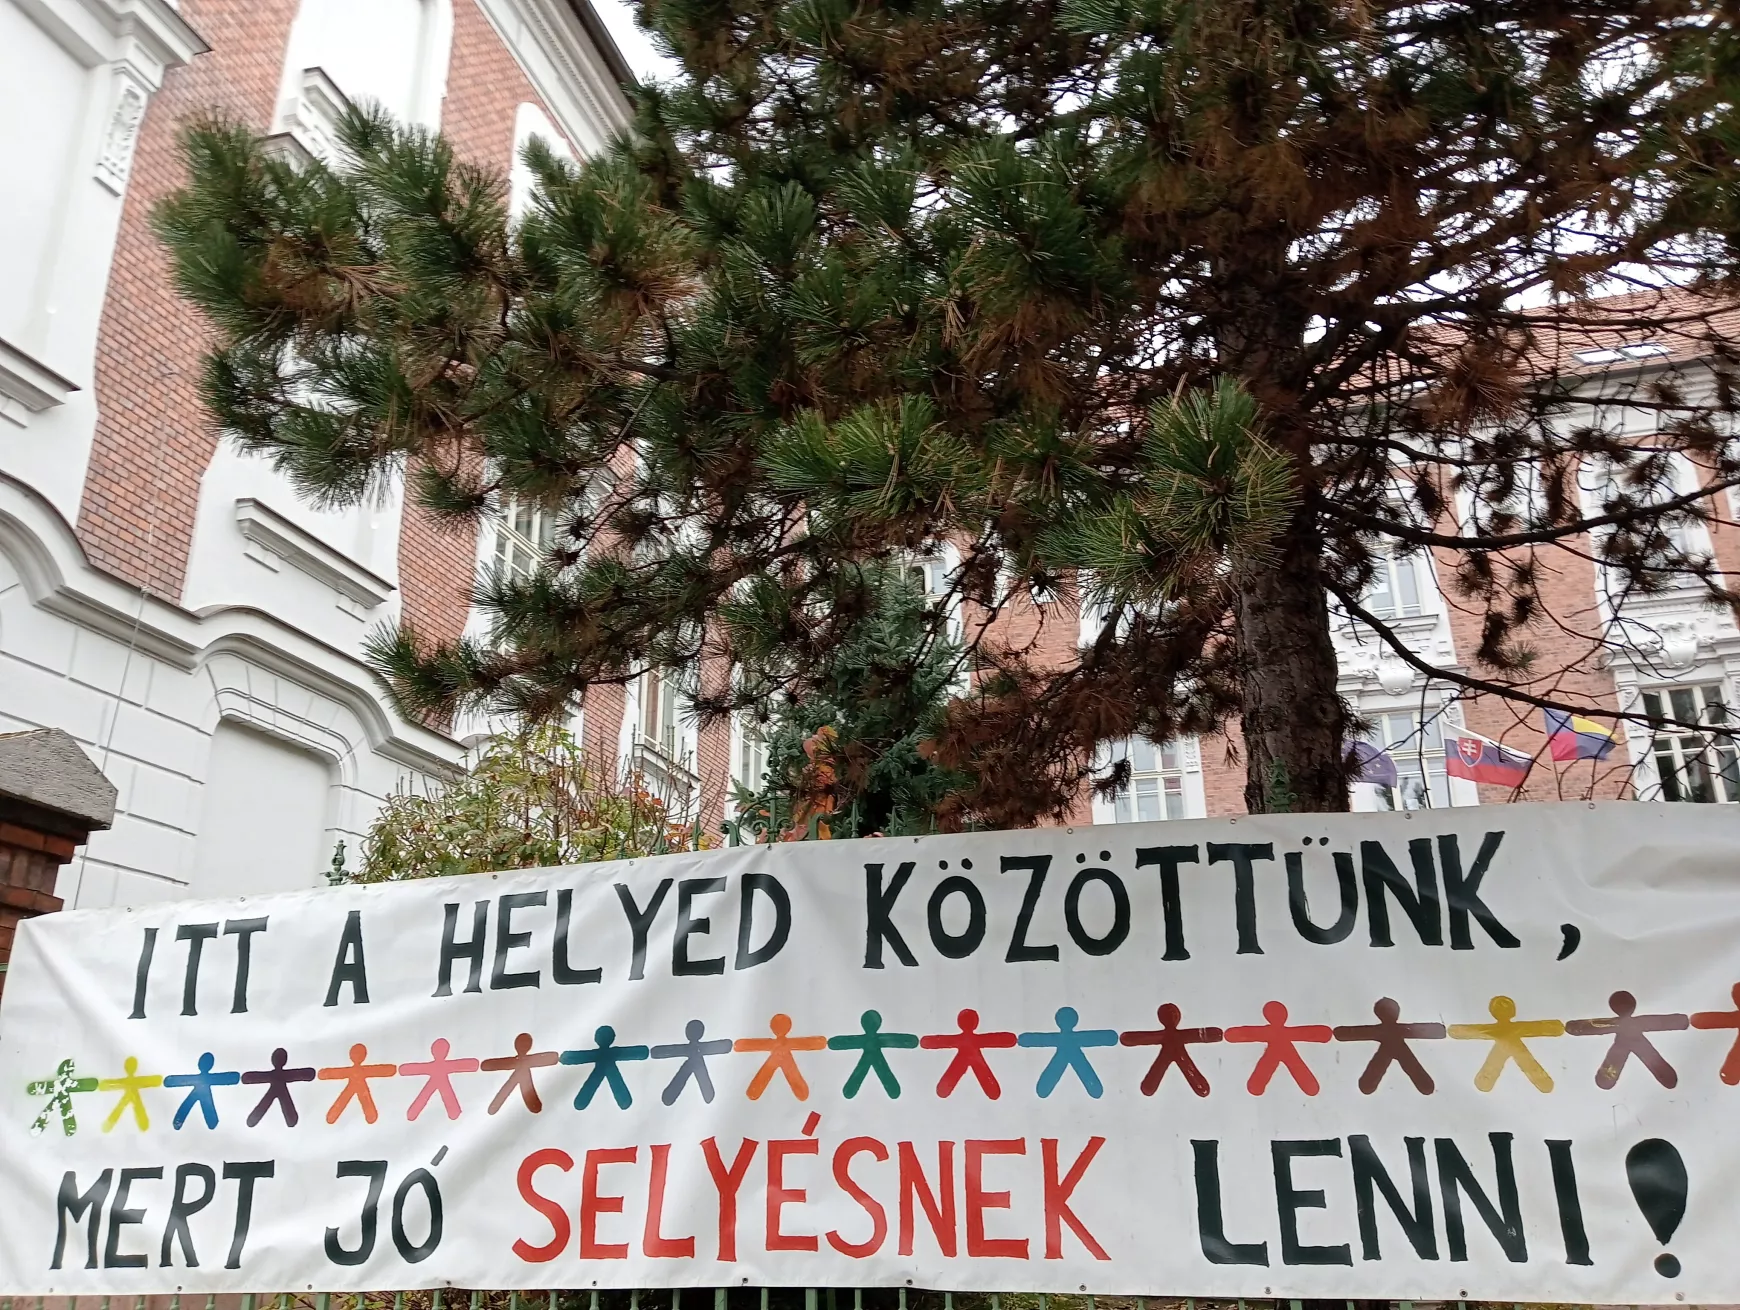 ITT A HELYED KÖZÖTTÜNK,
MERT JÓ SELYÉSNEK LENNI!